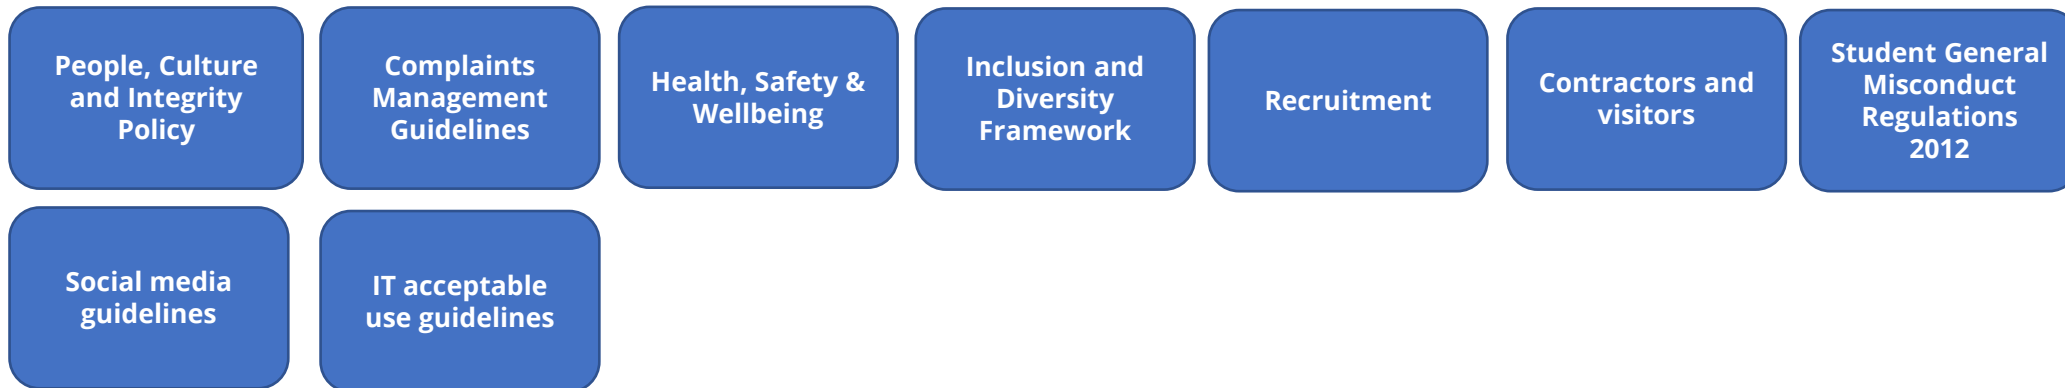 People, Culture
and Integrity
Policy
Complaints
Management
Guidelines
Health, Safety &
Wellbeing
Inclusion and
Diversity
Framework
Recruitment
Contractors and
visitors
Student General
Misconduct
Regulations
2012
Social media
guidelines
IT acceptable
use guidelines